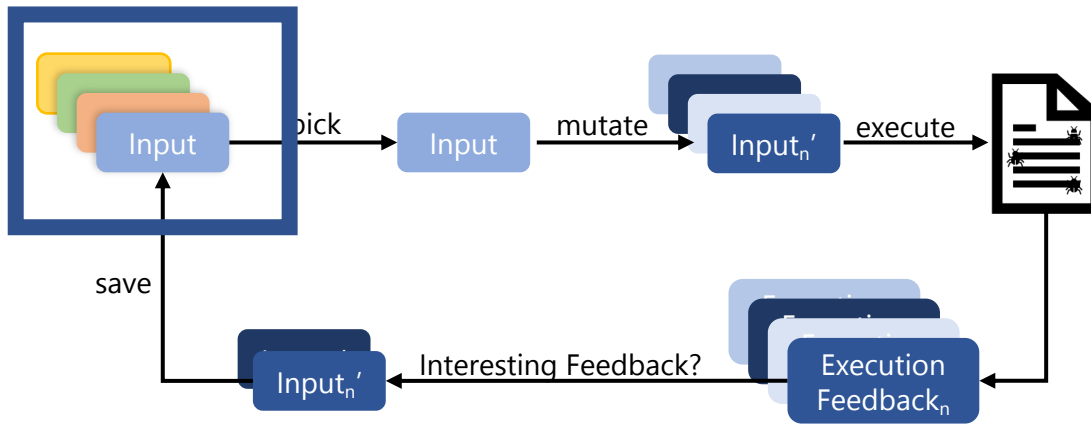 Input
pick
Input
mutate
Inputₙ’
execute
save
Inputₙ’
Interesting Feedback?
Execution
Feedbackₙ